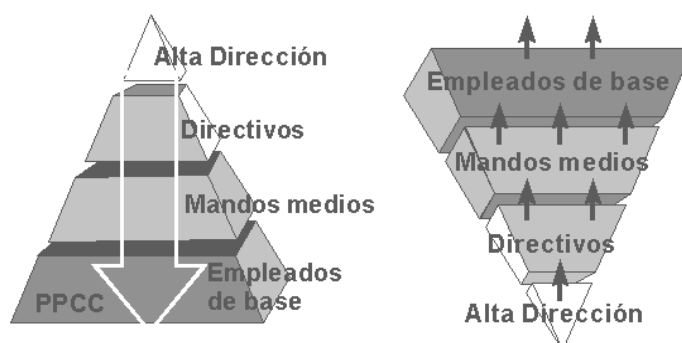 Alta Dirección
Directivos
Mandos medios
PPCC
Empleados
de base
Empleados de base
Mandos medios
Directivos
Alta Dirección